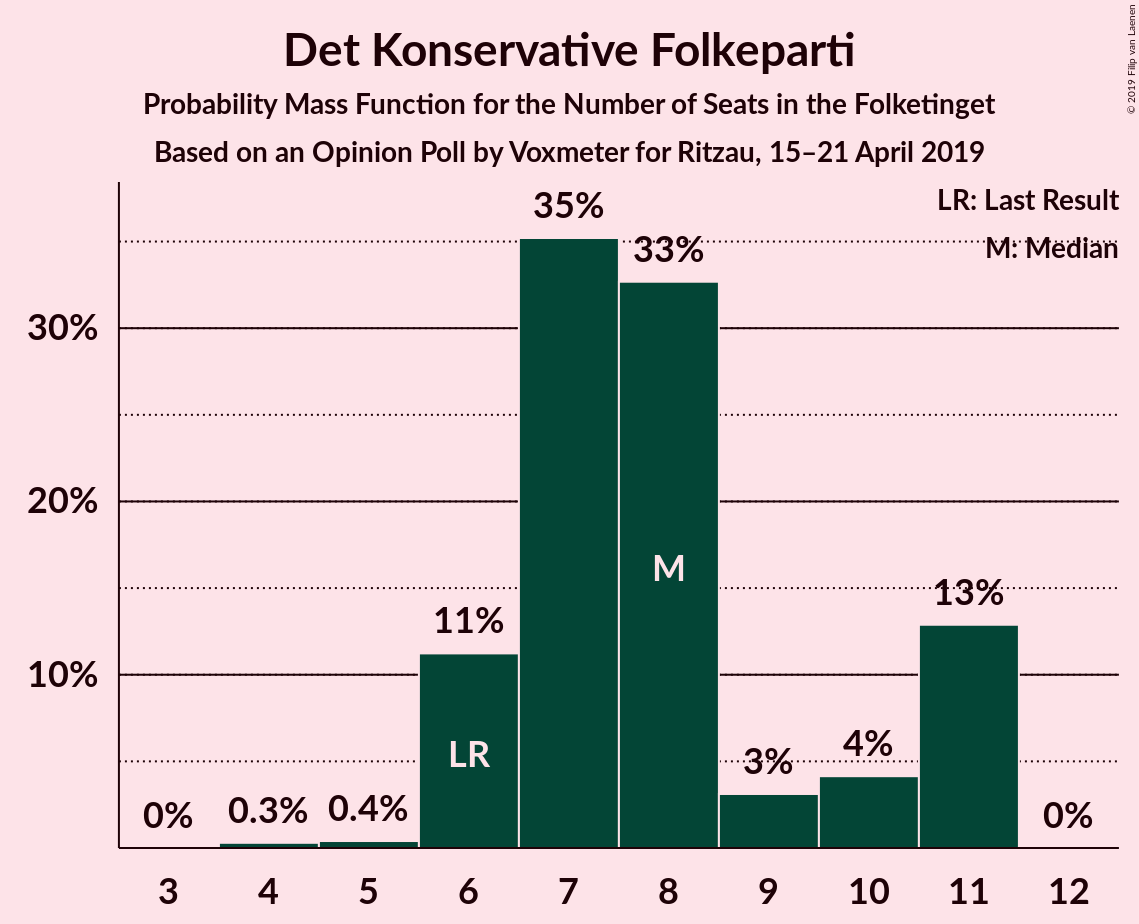 Det Konservative Folkeparti
Probability Mass Function for the Number of Seats in the Folketinget
Based on an Opinion Poll by Voxmeter for Ritzau, 15–21 April 2019
© 2019 Filip van Laenen
LR: Last Result
M: Median
35%
33%
30%
20%
10%
M
LR
11%
13%
0%
0.3%
0.4%
3%
4%
0%
3 4 5 6 7 8 9 10 11 12